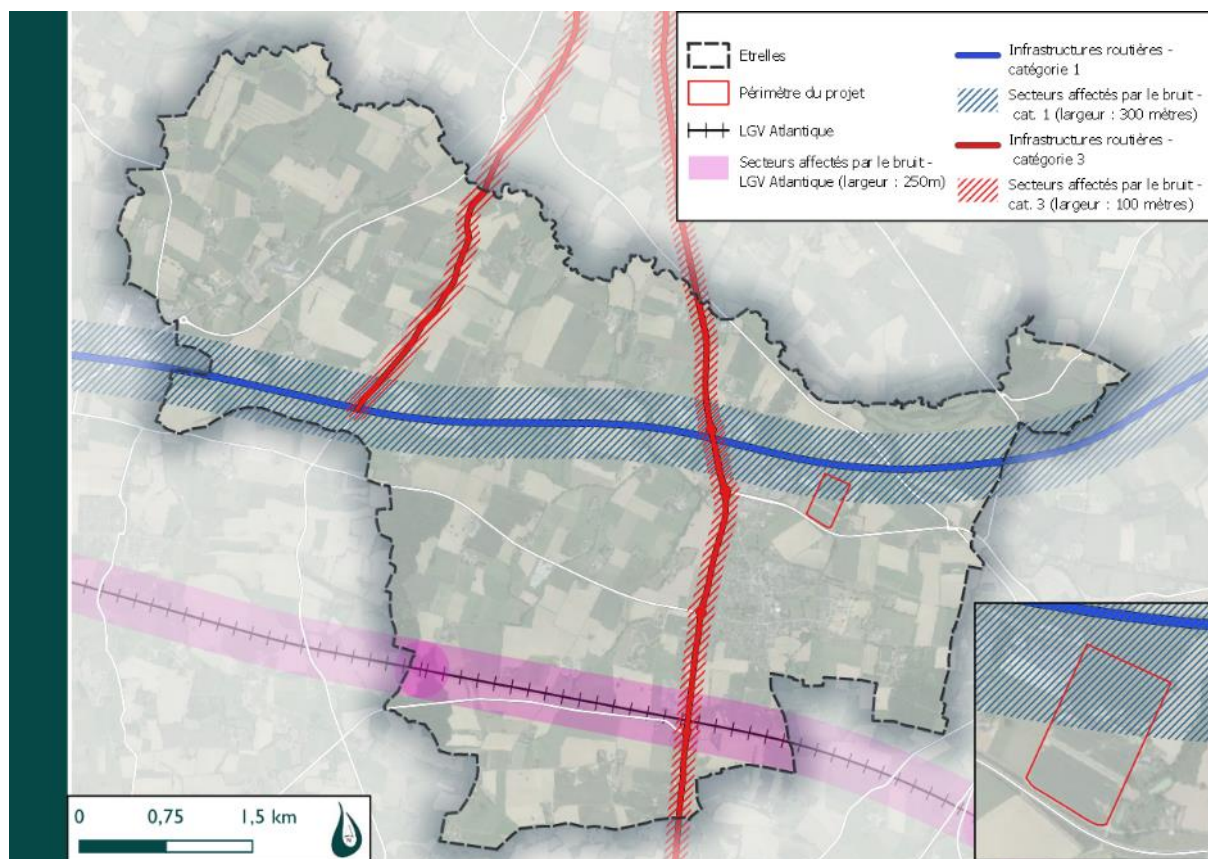 Etrelles
Périmètre du projet
LGV Atlantique
Secteurs affectés par le bruit -
LGV Atlantique (largeur : 250m)
Infrastructures routières -
catégorie 1
Secteurs affectés par le bruit -
cat. 1 (largeur : 300 mètres)
Infrastructures routières -
catégorie 3
Secteurs affectés par le bruit -
cat. 3 (largeur : 100 mètres)
0 0,75 1,5 km